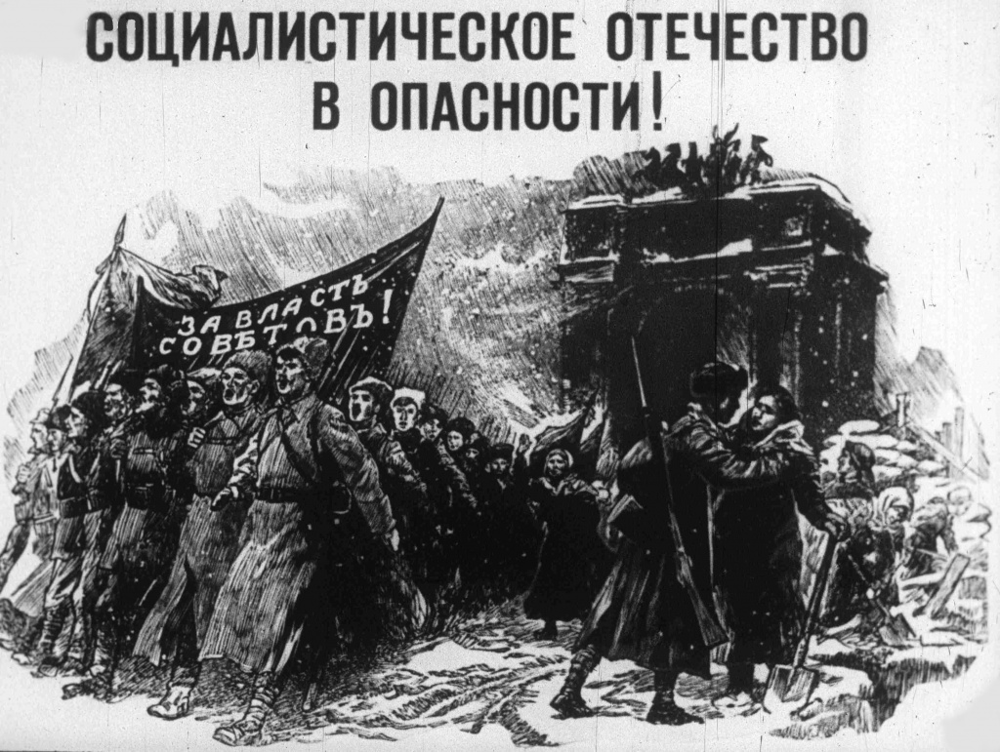 СОЦИАЛИСТИЧЕСКОЕ ОТЕЧЕСТВО
В ОПАСНОСТИ!
ЗА ВЛАСТЬ
СОВѢТОВЪ!